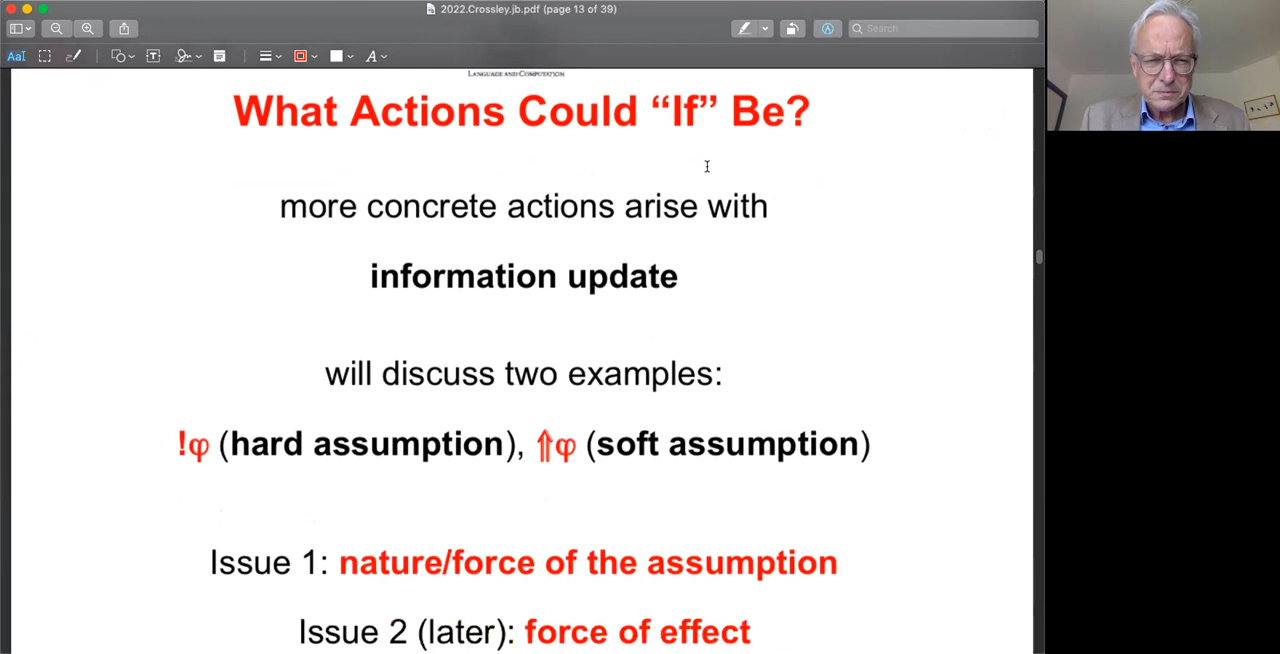 2022.Crossley.jb.pdf (page 13 of 39)
Search
AaI
T
A
LANGUAGE AND COMPUTATION
What Actions Could “If” Be?
more concrete actions arise with
information update
will discuss two examples:
!φ (hard assumption), ⇑φ (soft assumption)
Issue 1: nature/force of the assumption
Issue 2 (later): force of effect